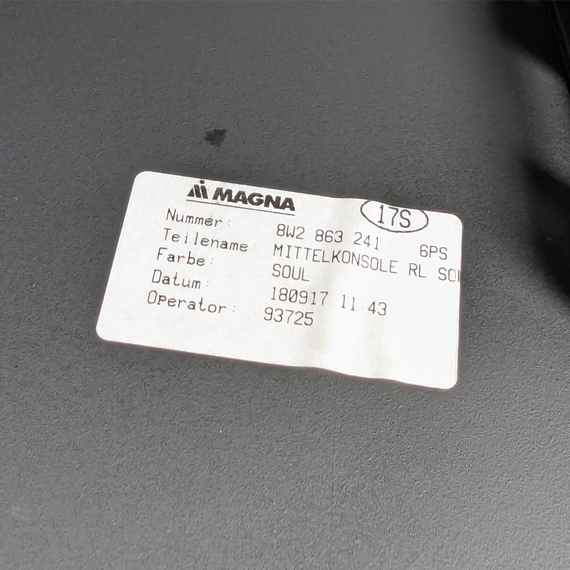 MAGNA 17S
Nummer: 8W2 863 241 6PS
Teilename MITTELKONSOLE RL
Farbe: SOUL
Datum: 180917 11:43
Operator: 93725